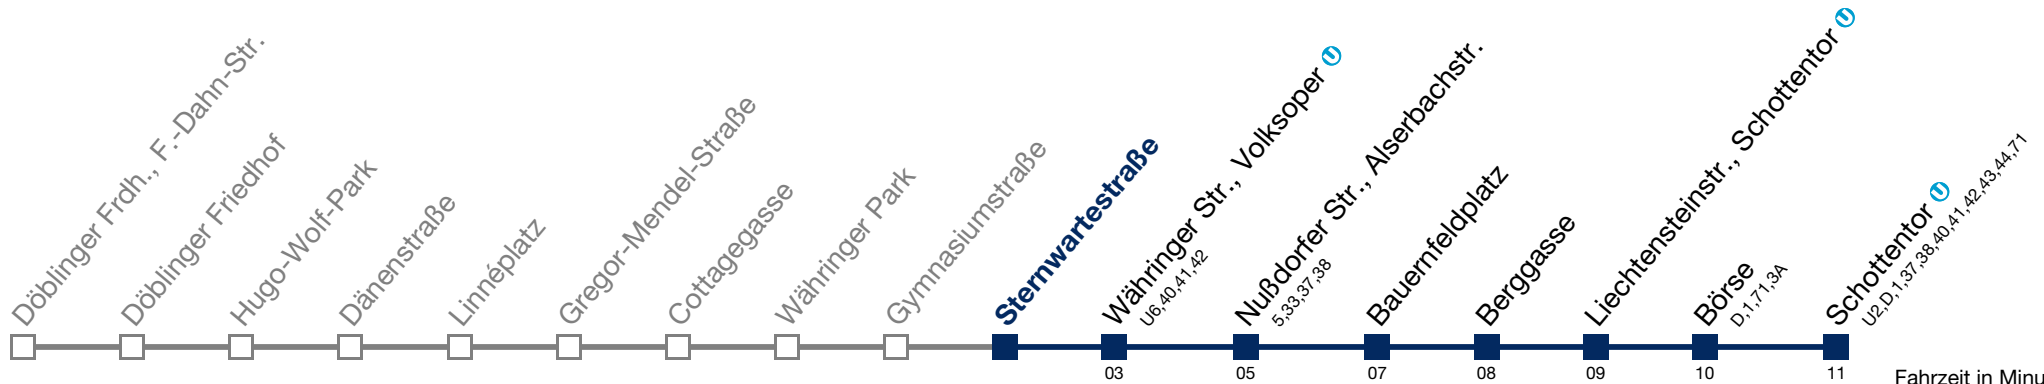 Döblinger Frdh., F.-Dahn-Str.
Döblinger Friedhof
Hugo-Wolf-Park
Dänenstraße
Linnéplatz
Gregor-Mendel-Straße
Cottagegasse
Währinger Park
Gymnasiumstraße
Sternwartestraße
Währinger Str., Volksoper U
U6,40,41,42
Nußdorfer Str., Alserbachstr.
5,33,37,38
Bauernfeldplatz
Berggasse
Liechtensteinstr., Schottentor U
Börse
D,1,71,3A
Schottentor U
U2,D,1,37,38,40,41,42,43,44,71
03 05 07 08 09 10 11 Fahrzeit in Minu